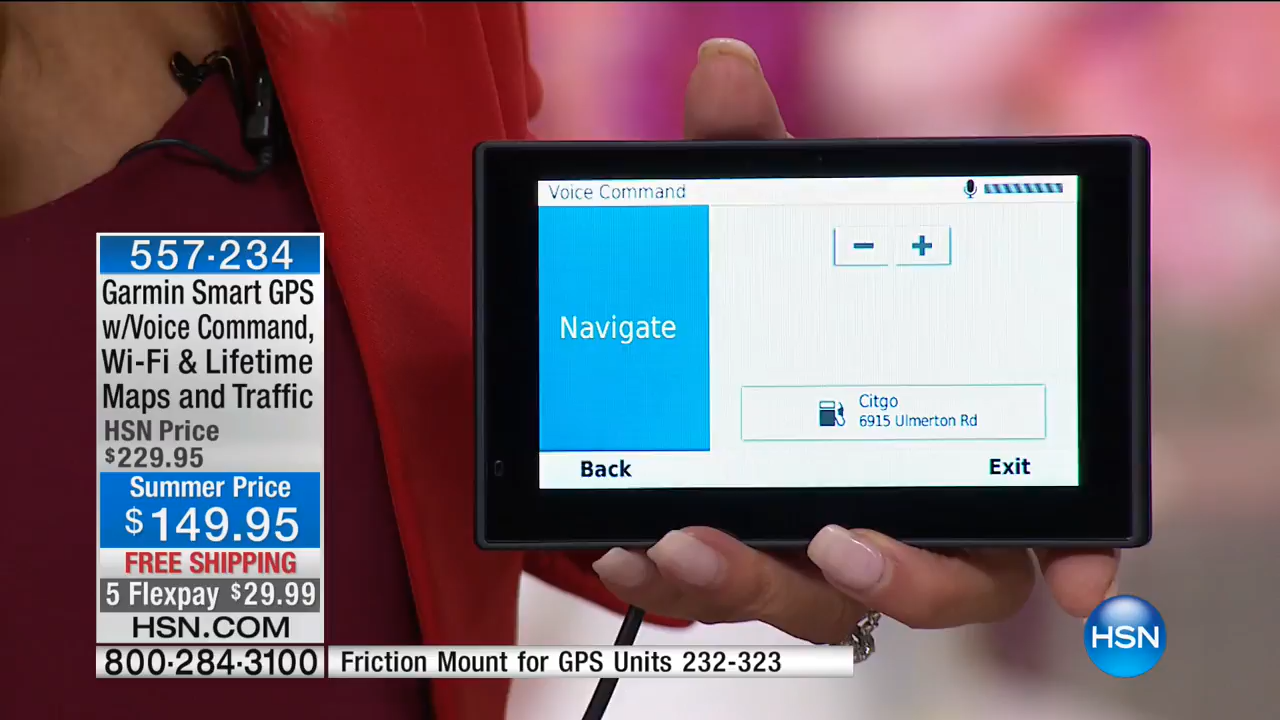 557-234
Garmin Smart GPS
w/Voice Command,
Wi-Fi & Lifetime
Maps and Traffic
HSN Price
$229.95
Summer Price
$149.95
FREE SHIPPING
5 Flexpay $29.99
HSN.COM
800-284-3100
Friction Mount for GPS Units 232-323
Voice Command
- +
Navigate
Citgo
6915 Ulmerton Rd
Back
Exit
HSN